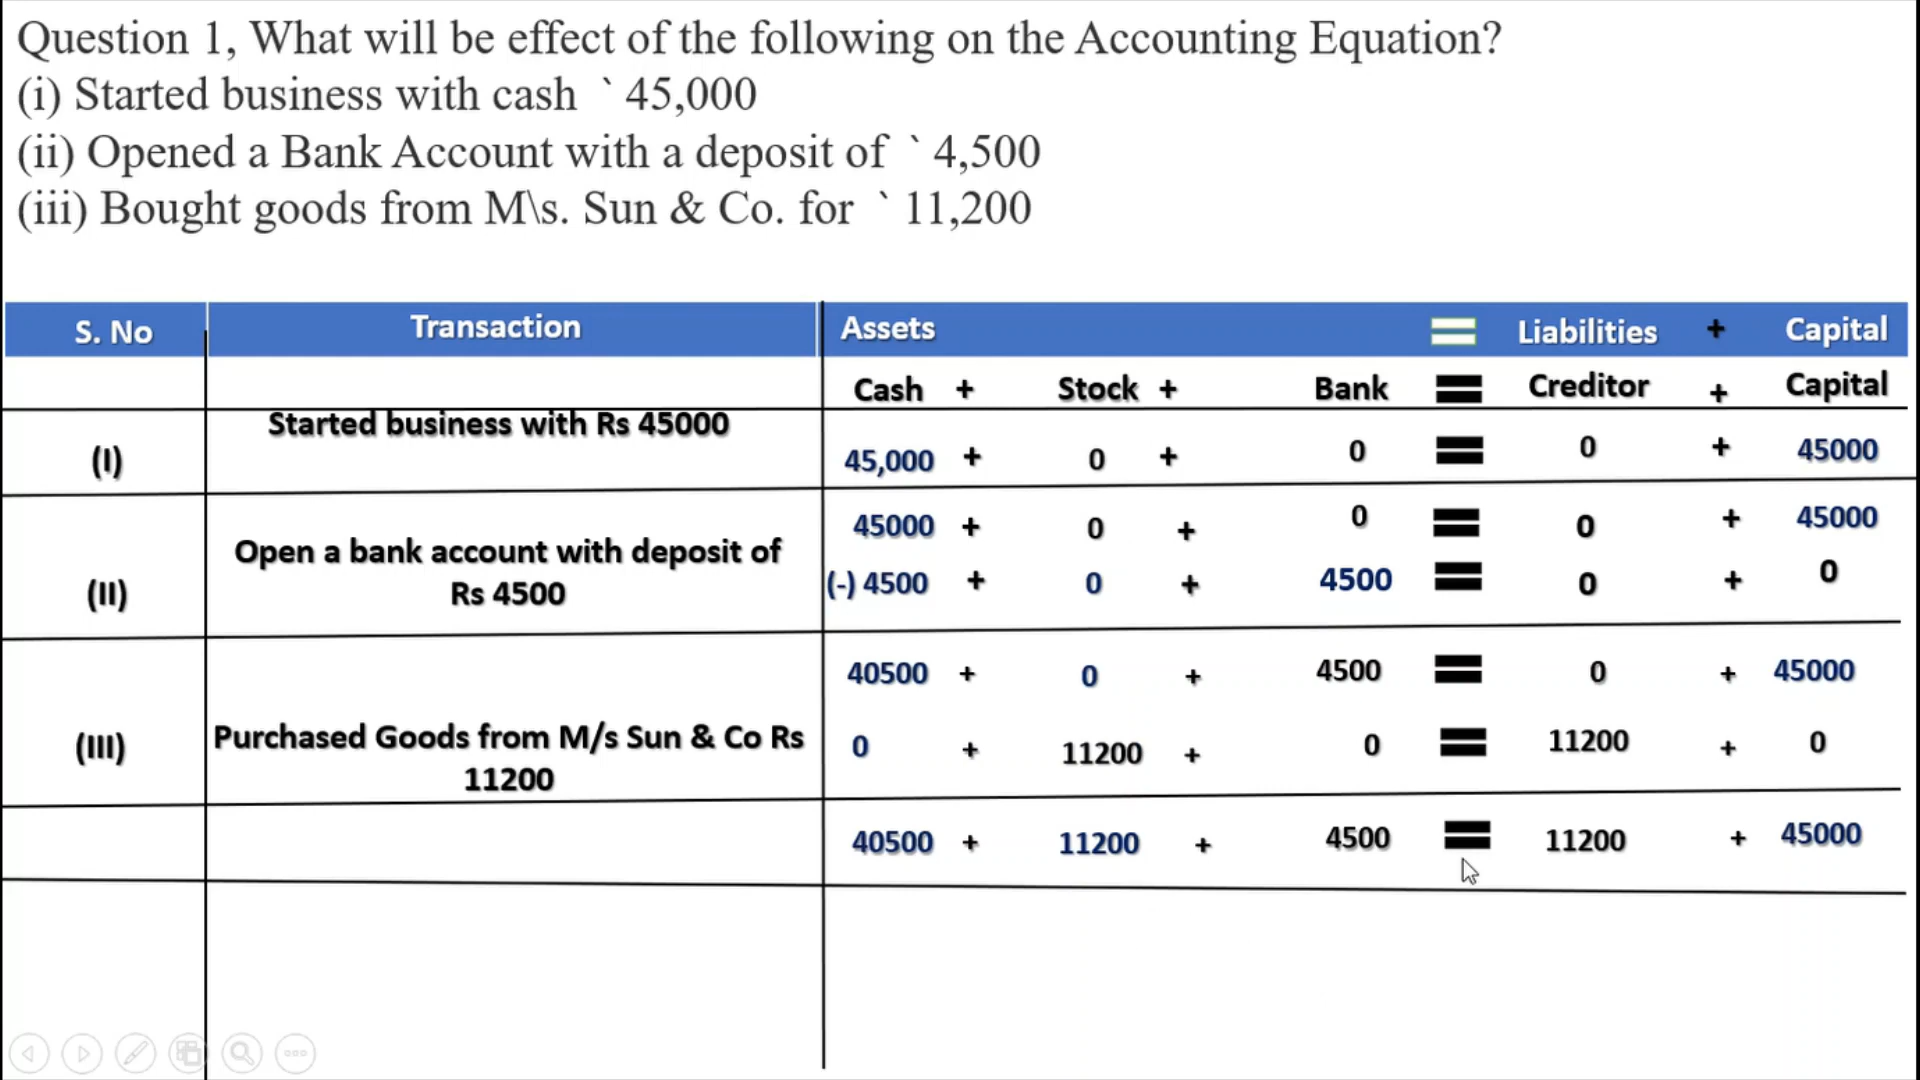 Question 1, What will be effect of the following on the Accounting Equation?
(i) Started business with cash ` 45,000
(ii) Opened a Bank Account with a deposit of ` 4,500
(iii) Bought goods from M\s. Sun & Co. for ` 11,200
S. No Transaction Assets = Liabilities + Capital
Cash + Stock + Bank = Creditor + Capital
Started business with Rs 45000
(I) 45,000 + 0 + 0 = 0 + 45000
45000 + 0 + 0 = 0 + 45000
Open a bank account with deposit of
(II) Rs 4500 (-) 4500 + 0 + 4500 = 0 + 0
40500 + 0 + 4500 = 0 + 45000
(III) Purchased Goods from M/s Sun & Co Rs 0 + 11200 + 0 = 11200 + 0
11200
40500 + 11200 + 4500 = 11200 + 45000